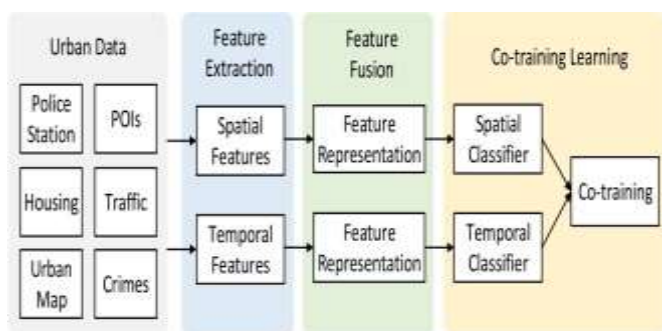 Urban Data
Police
Station
POIs
Housing
Traffic
Urban
Map
Crimes
Feature
Extraction
Spatial
Features
Temporal
Features
Feature
Fusion
Feature
Representation
Feature
Representation
Co-training Learning
Spatial
Classifier
Temporal
Classifier
Co-training